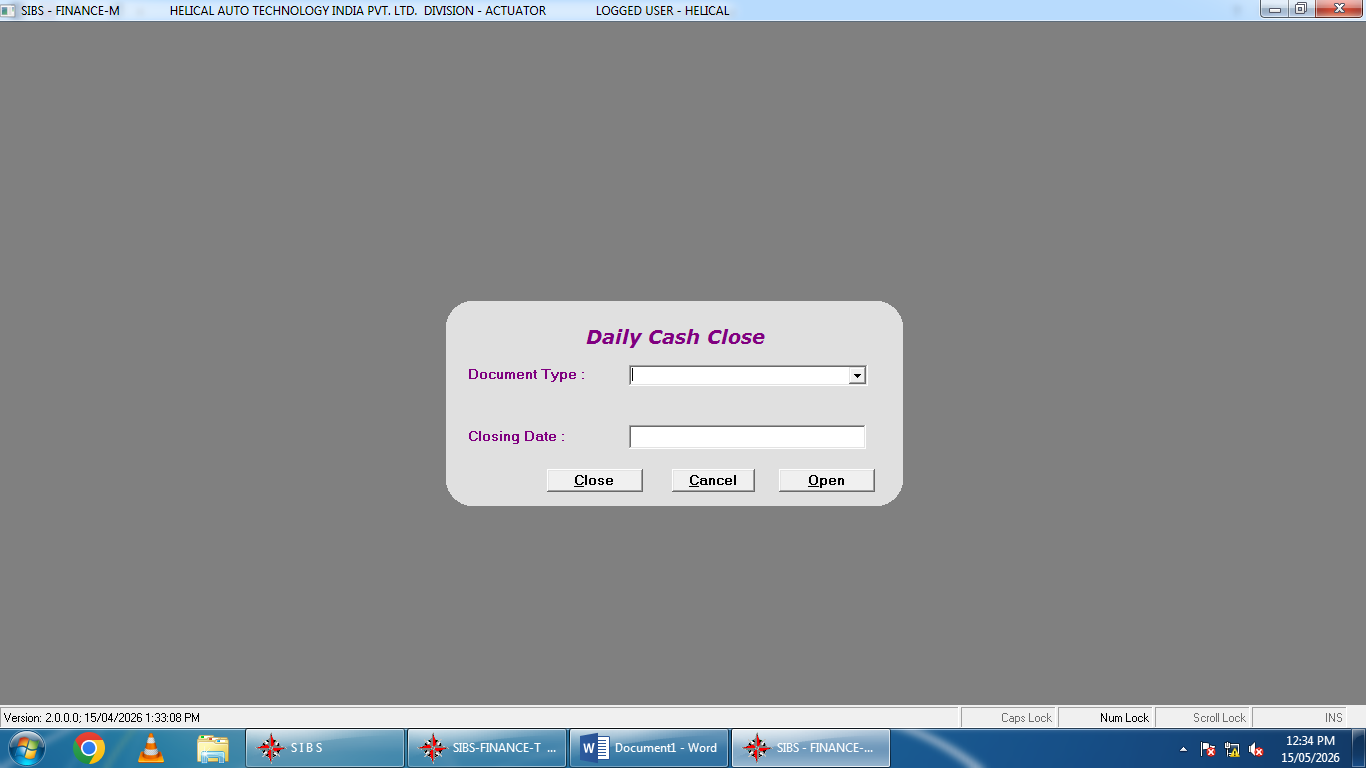 SIBS - FINANCE-M HELICAL AUTO TECHNOLOGY INDIA PVT. LTD. DIVISION - ACTUATOR LOGGED USER - HELICAL
Daily Cash Close
Document Type :
Closing Date :
Close Cancel Open
Version: 2.0.0.0; 15/04/2026 1:33:08 PM Caps Lock Num Lock Scroll Lock INS
S I B S SIBS-FINANCE-T ... Document1 - Word SIBS - FINANCE-... 12:34 PM
15/05/2026